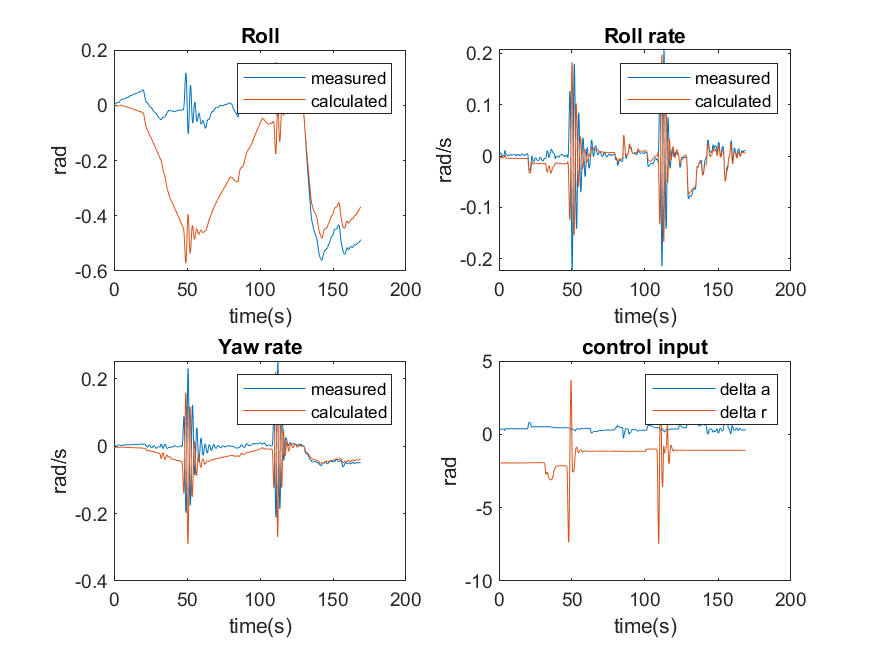 Roll
0.2
0
-0.2
-0.4
-0.6
rad
measured
calculated
0 50 100 150 200
time(s)
Roll rate
0.2
0.1
0
-0.1
-0.2
rad/s
measured
calculated
0 50 100 150 200
time(s)
Yaw rate
0.2
0
-0.2
-0.4
rad/s
measured
calculated
0 50 100 150 200
time(s)
control input
5
0
-5
-10
rad
delta a
delta r
0 50 100 150 200
time(s)